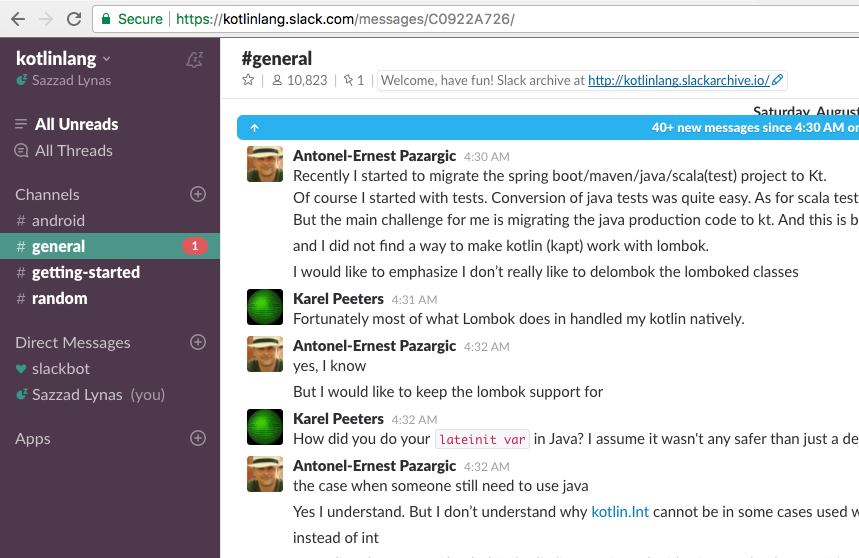 Secure https://kotlinlang.slack.com/messages/C0922A726/
kotlinlang
Sazzad Lynas
All Unreads
All Threads
Channels
# android
# general 1
# getting-started
# random
Direct Messages
slackbot
Sazzad Lynas (you)
Apps
#general
10,823 | 1 | Welcome, have fun! Slack archive at http://kotlinlang.slackarchive.io/
Saturday, August
40+ new messages since 4:30 AM on
Antonel-Ernest Pazargic 4:30 AM
Recently I started to migrate the spring boot/maven/java/scala(test) project to Kt.
Of course I started with tests. Conversion of java tests was quite easy. As for scala test
But the main challenge for me is migrating the java production code to kt. And this is b
and I did not find a way to make kotlin (kapt) work with lombok.
I would like to emphasize I don't really like to delombok the lomboked classes
Karel Peeters 4:31 AM
Fortunately most of what Lombok does in handled my kotlin natively.
Antonel-Ernest Pazargic 4:32 AM
yes, I know
But I would like to keep the lombok support for
Karel Peeters 4:32 AM
How did you do your lateinit var in Java? I assume it wasn't any safer than just a de
Antonel-Ernest Pazargic 4:32 AM
the case when someone still need to use java
Yes I understand. But I don't understand why kotlin.Int cannot be in some cases used w
instead of int